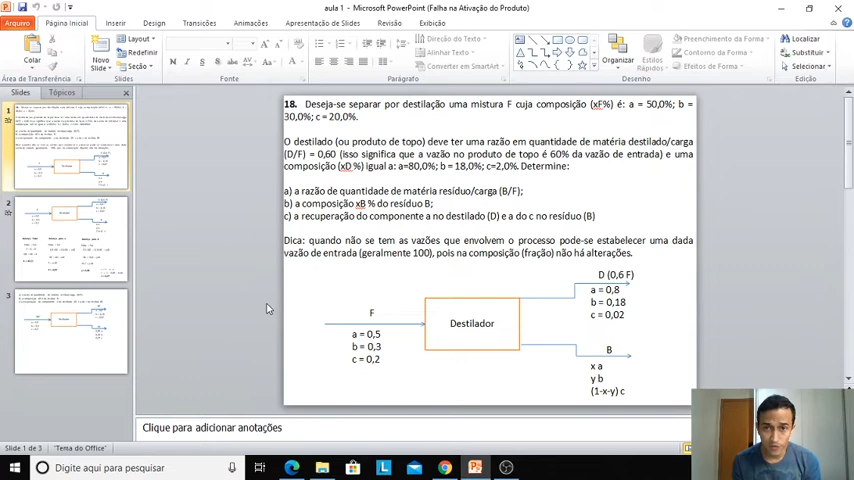 aula 1 - Microsoft PowerPoint (Falha na Ativação do Produto)
Arquivo Página Inicial Insert Design Transições Animações Apresentação de Slides Revisão Exibição
Layout
Redefinir
Seção
Colar
Novo
Slide
Organizar
Estilos
Rápidos
Direção do Texto
Alinhar Texto
Converter em SmartArt
Preenchimento da Forma
Contorno da Forma
Efeitos de Forma
Localizar
Substituir
Selecionar
Área de Transferência Slides Fonte Parágrafo Desenho Edição
Slides Tópicos
1
2
3
18. Deseja-se separar por destilação uma mistura F cuja composição (xF%) é: a = 50,0%; b =
30,0%; c = 20,0%.
O destilado (ou produto de topo) deve ter uma razão em quantidade de matéria destilado/carga
(D/F) = 0,60 (isso significa que a vazão no produto de topo é 60% da vazão de entrada) e uma
composição (xD %) igual a: a=80,0%; b = 18,0%; c=2,0%. Determine:
a) a razão de quantidade de matéria resíduo/carga (B/F);
b) a composição xB % do resíduo B;
c) a recuperação do componente a no destilado (D) e a do c no resíduo (B)
Dica: quando não se tem as vazões que envolvem o processo pode-se estabelecer uma dada
vazão de entrada (geralmente 100), pois na composição (fração) não há alterações.
D (0,6 F)
a = 0,8
b = 0,18
c = 0,02
F
Destilador
a = 0,5
b = 0,3
c = 0,2
B
x a
y b
(1-x-y) c
Clique para adicionar anotações
Slide 1 de 3 "Tema do Office"
Digite aqui para pesquisar